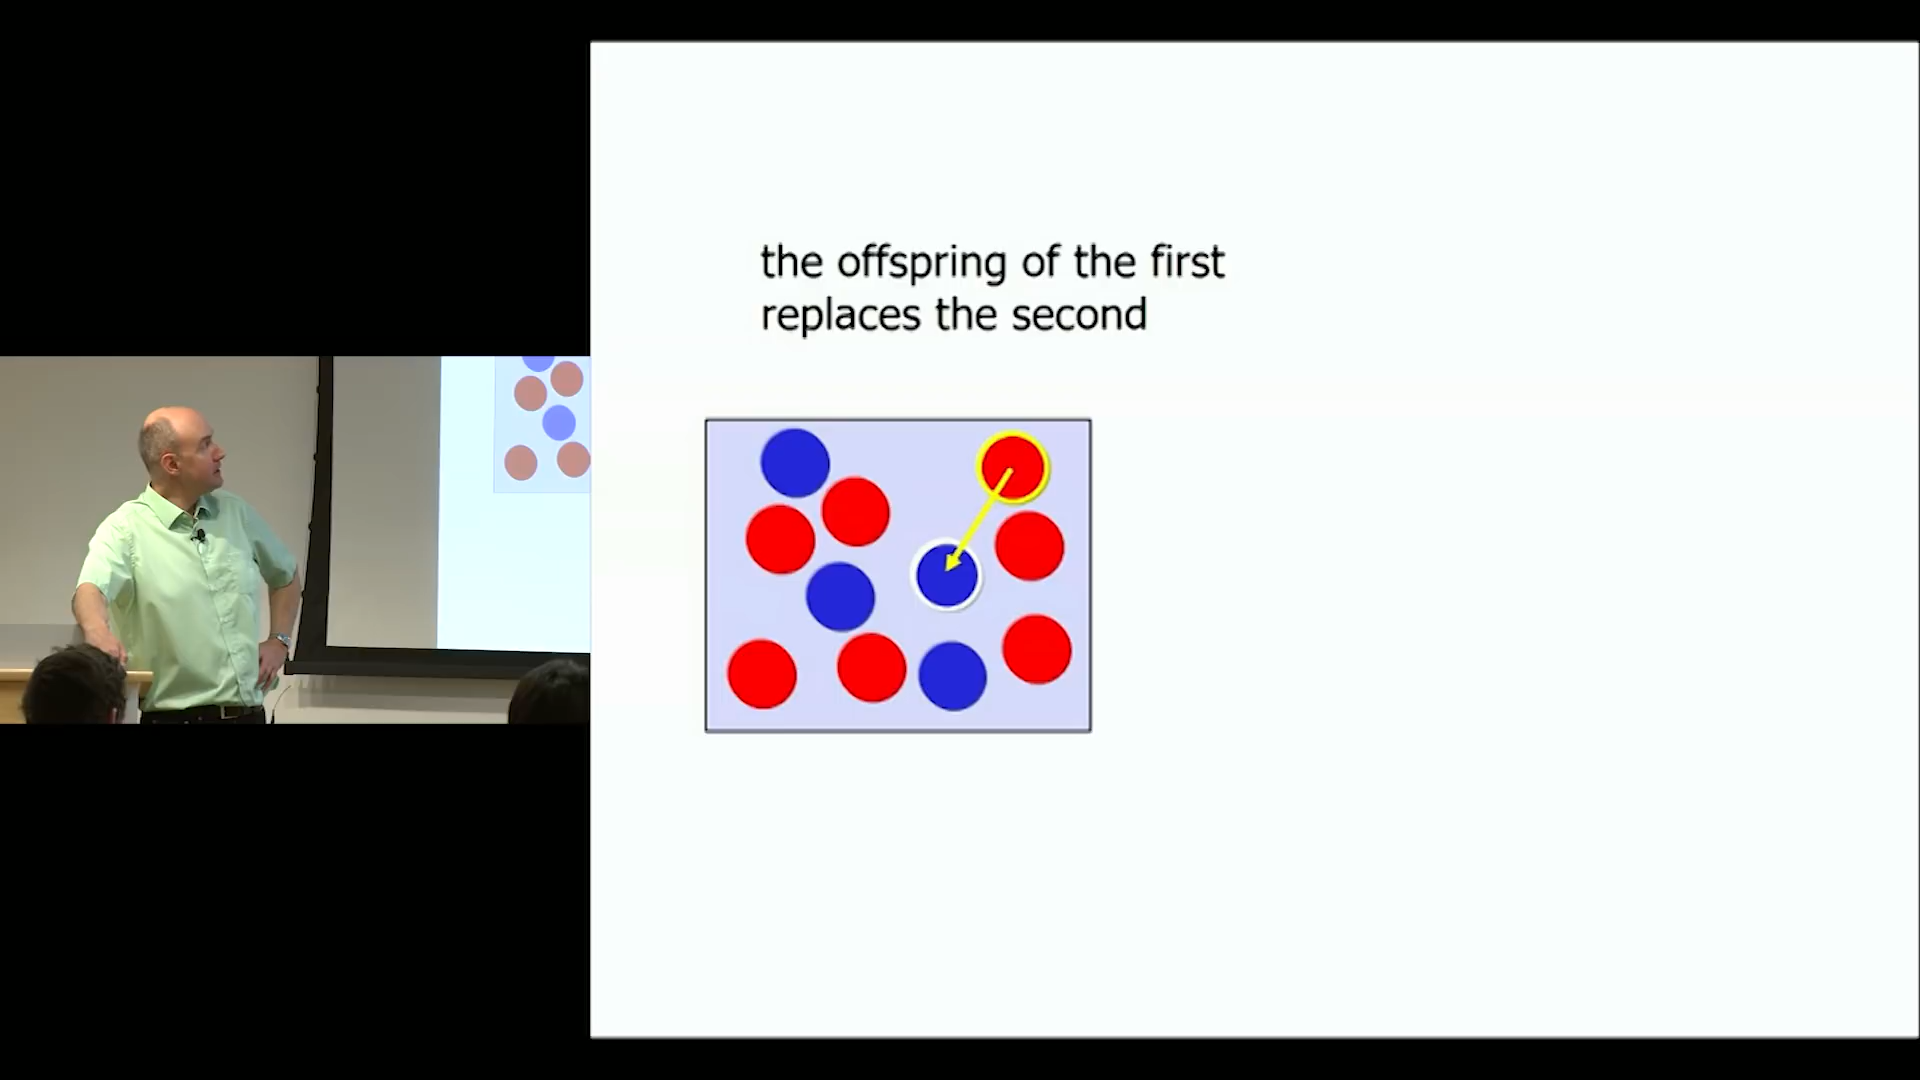 the offspring of the first
replaces the second